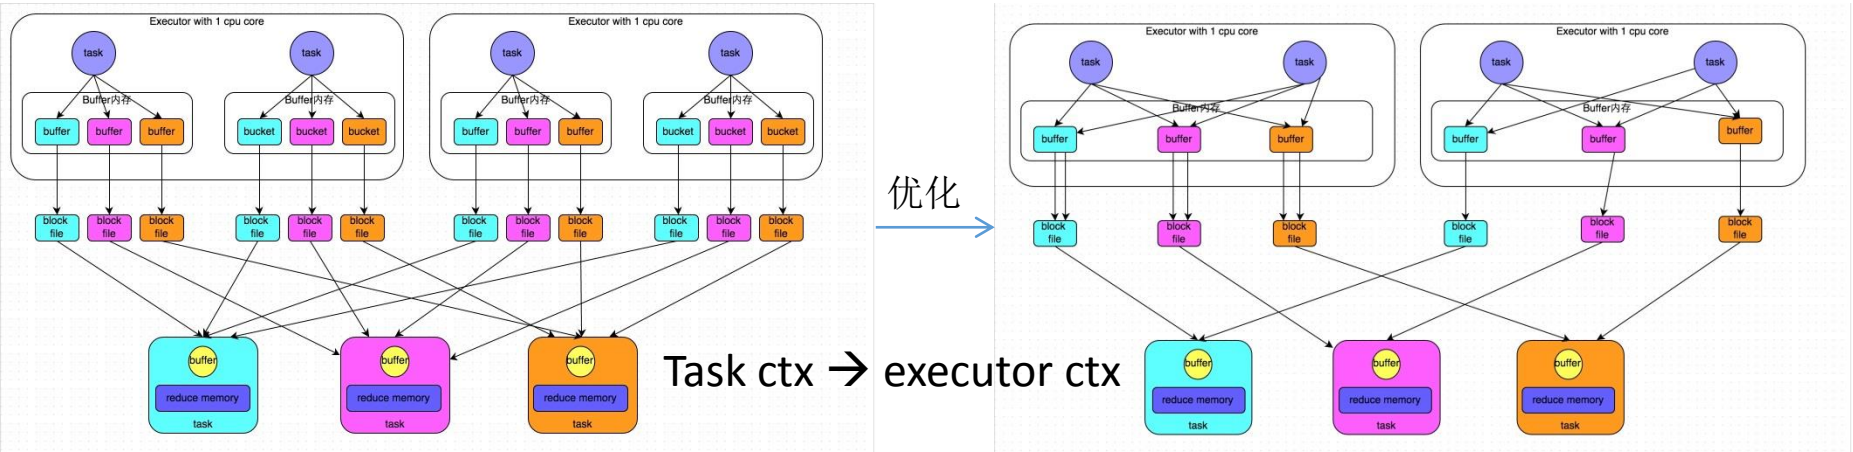 Executor with 1 cpu core
task
task
Buffer内存
Buffer内存
buffer
buffer
buffer
bucket
bucket
bucket
Executor with 1 cpu core
task
task
Buffer内存
Buffer内存
buffer
buffer
buffer
bucket
bucket
bucket
block
file
block
file
block
file
block
file
block
file
block
file
block
file
block
file
block
file
block
file
block
file
block
file
buffer
reduce memory
task
buffer
reduce memory
task
buffer
reduce memory
task
优化
Task ctx → executor ctx
Executor with 1 cpu core
task
task
Buffer内存
buffer
buffer
buffer
Executor with 1 cpu core
task
task
Buffer内存
buffer
buffer
buffer
block
file
block
file
block
file
block
file
block
file
block
file
buffer
reduce memory
task
buffer
reduce memory
task
buffer
reduce memory
task